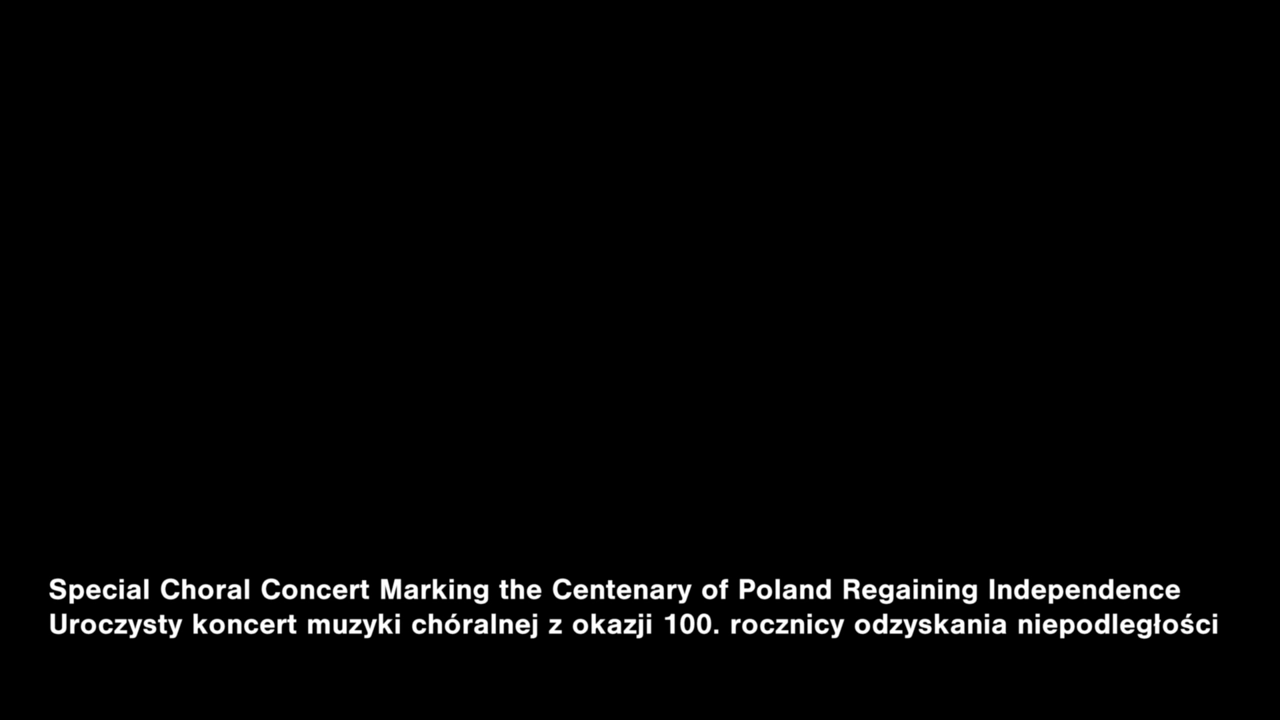 Special Choral Concert Marking the Centenary of Poland Regaining Independence
Uroczysty koncert muzyki chóralnej z okazji 100. rocznicy odzyskania niepodległości